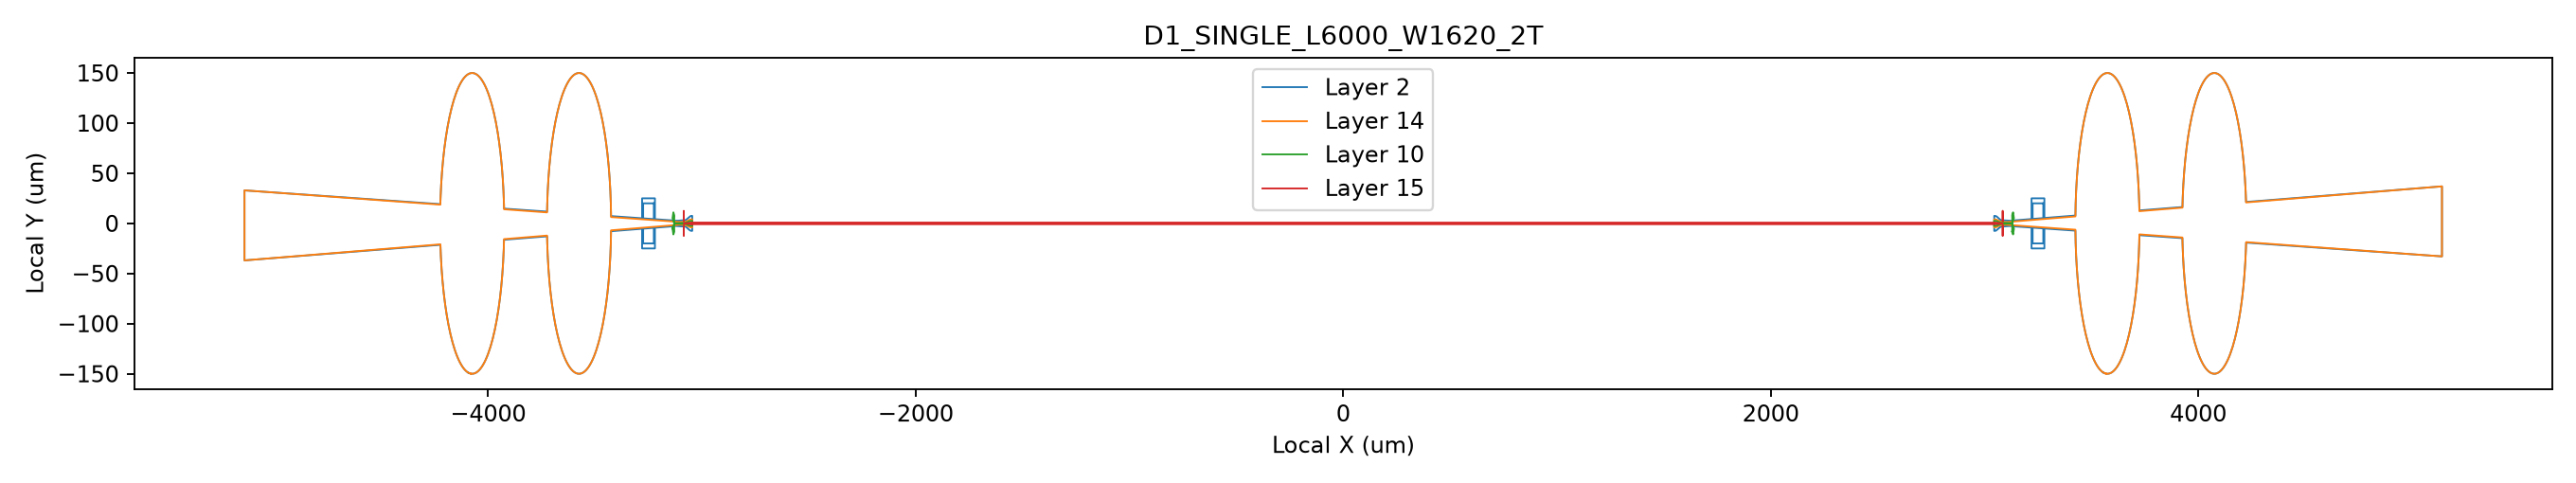 D1_SINGLE_L6000_W1620_2T
Local Y (um)
150
100
50
0
−50
−100
−150
Layer 2
Layer 14
Layer 10
Layer 15
−4000 −2000 0 2000 4000
Local X (um)